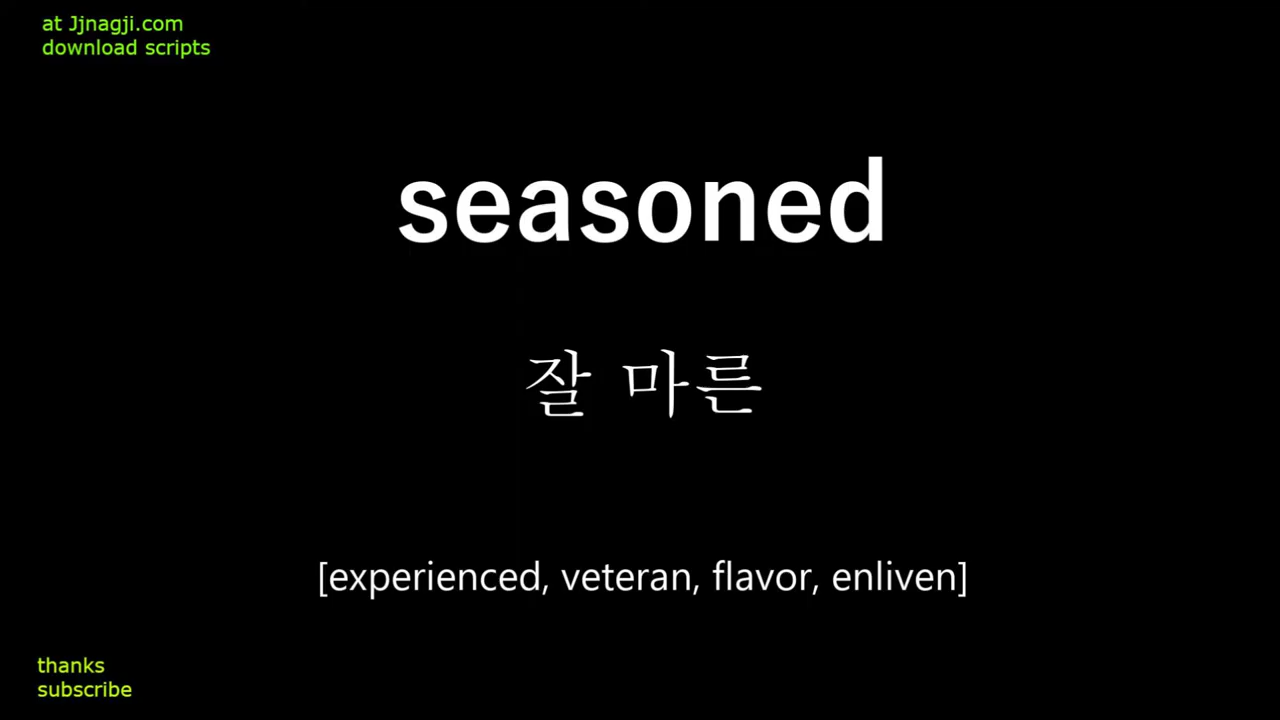 at Jjnagji.com
download scripts
seasoned
잘 마른
[experienced, veteran, flavor, enliven]
thanks
subscribe